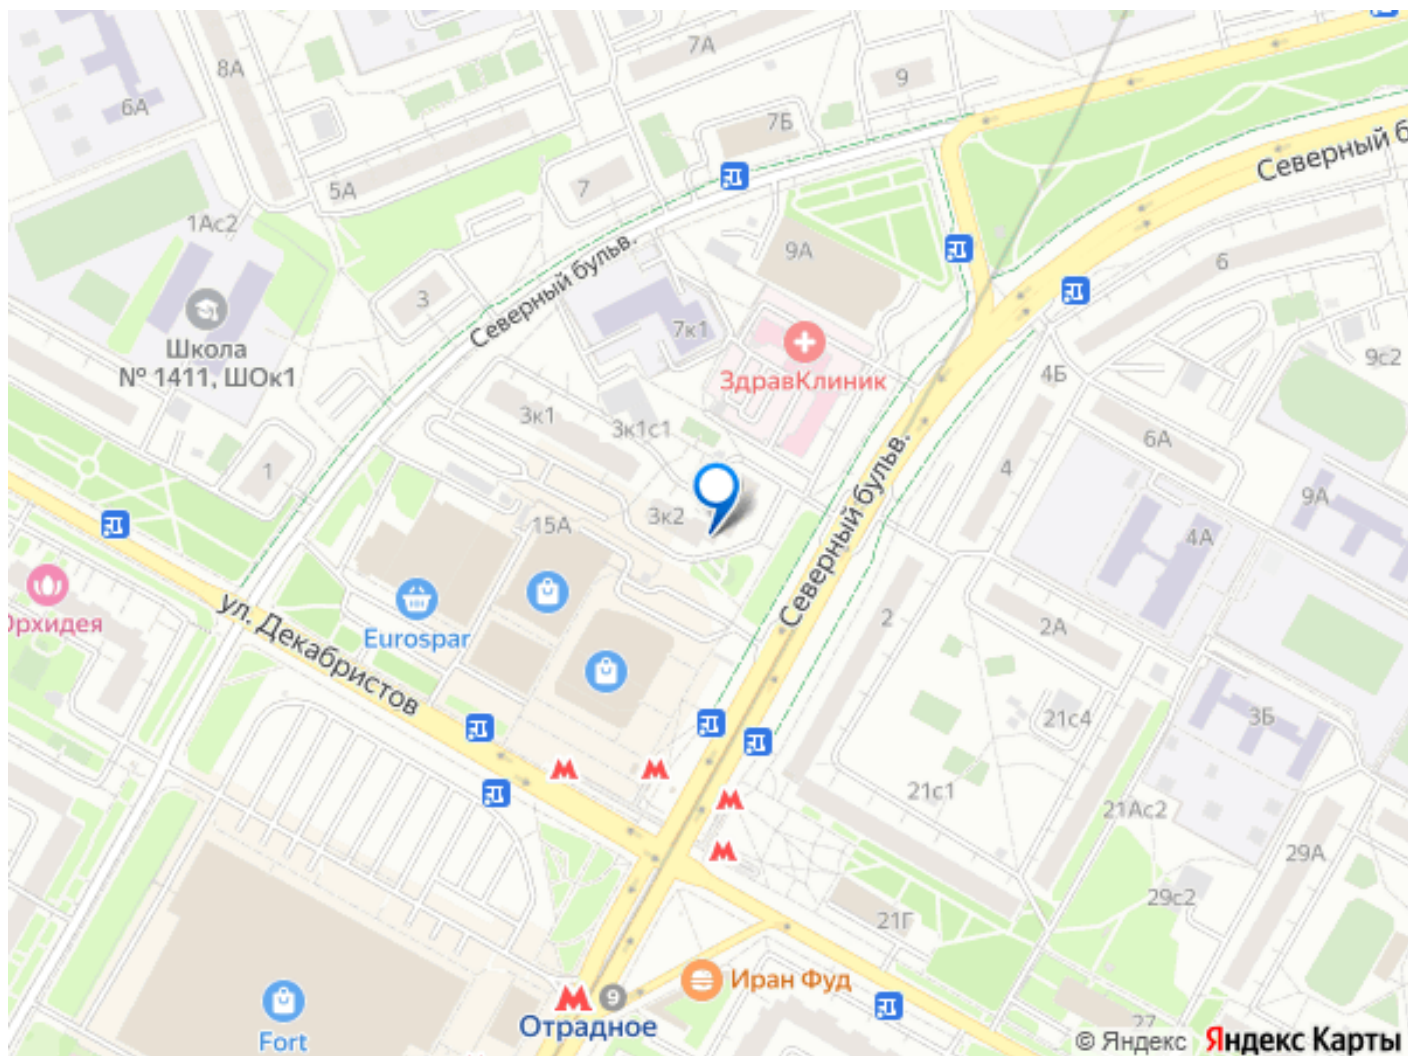 7А
8А
9
6А
7Б
Северный б
5А
7
1Ас2
Северный бульв.
9А
6
3
7к1
Школа
№ 1411, ШОк1
ЗдравКлиник
4Б
9с2
3к1
3к1с1
6А
1
4
Северный бульв.
9А
3к2
15А
4А
Орхидея
ул. Декабристов
Eurospar
2
2А
21с4
3Б
21с1
21Ас2
29А
29с2
21Г
Иран Фуд
9
Отрадное
Fort
27
© Яндекс Яндекс Карты